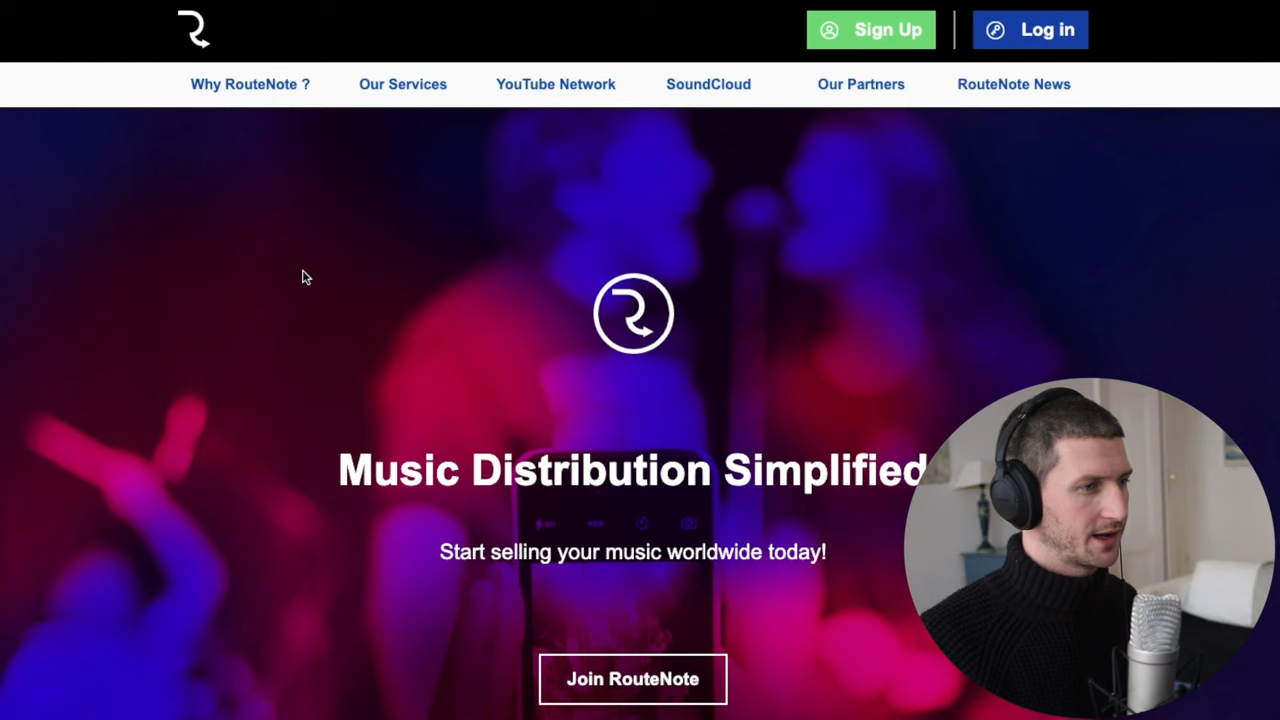 Sign Up
Log in
Why RouteNote ?
Our Services
YouTube Network
SoundCloud
Our Partners
RouteNote News
Music Distribution Simplified
Start selling your music worldwide today!
Join RouteNote